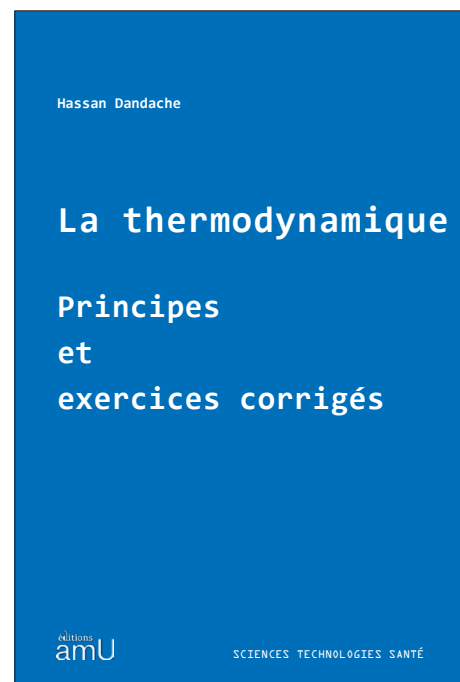 Hassan Dandache
La thermodynamique
Principes
et
exercices corrigés
éditions
amU
SCIENCES TECHNOLOGIES SANTÉ